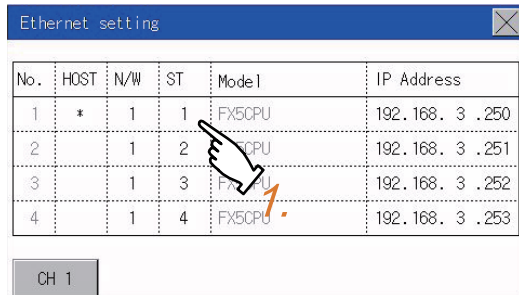 Ethernet setting
No. HOST N/W ST Model IP Address
1 * 1 1 FX5CPU 192.168. 3 .250
2 1 2 FX5CPU 192.168. 3 .251
3 1 3 FX5CPU 192.168. 3 .252
4 1 4 FX5CPU 192.168. 3 .253
1.
CH 1